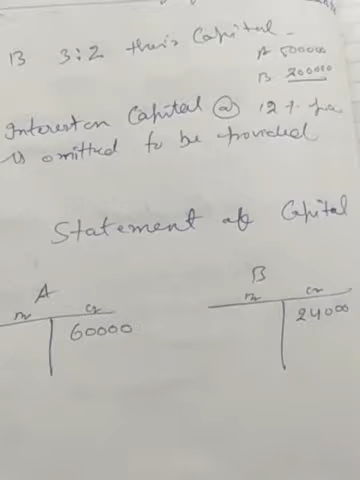 B 3:2 their Capital -
A 500000
B 200000
Interest on Capital @ 12 % pa
is omitted to be provided
Statement of Capital
A
B
Dr Cr
Dr Cr
60000
24000